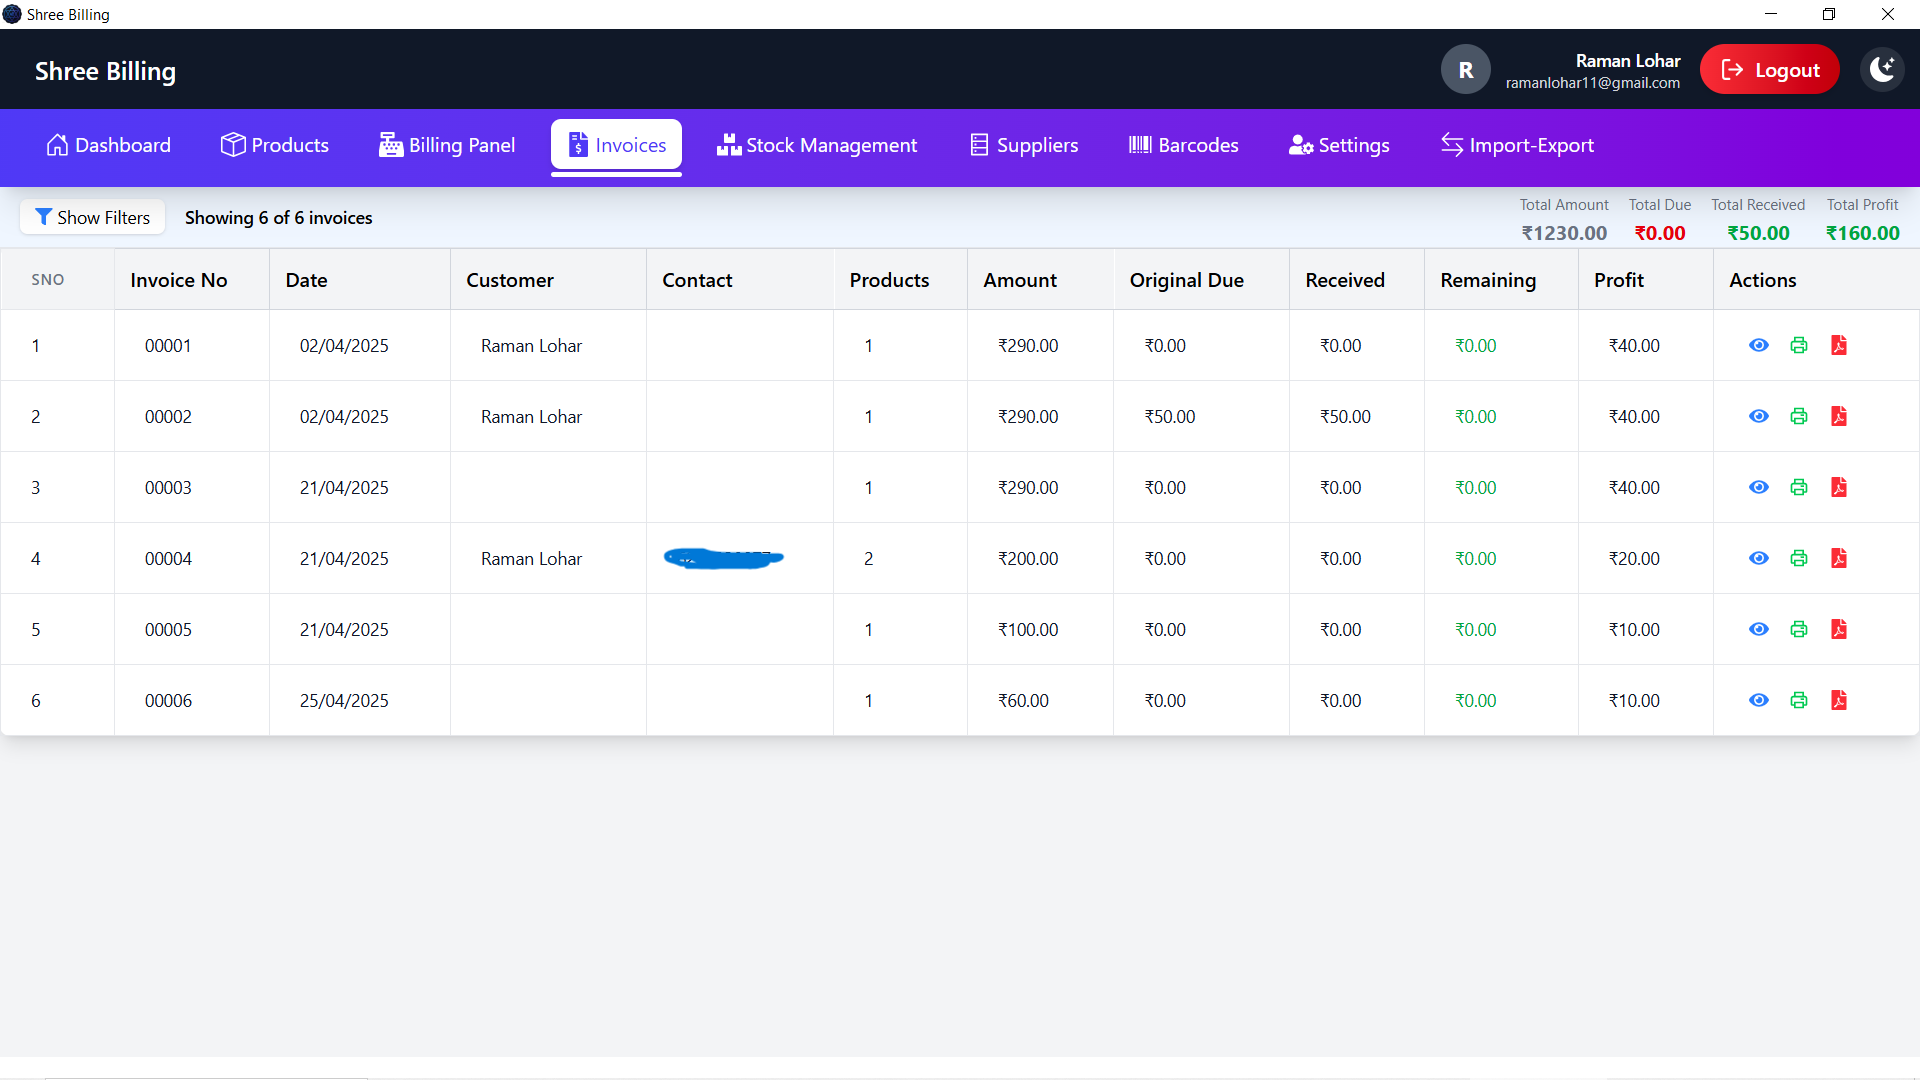 Shree Billing
Shree Billing
R
Raman Lohar
ramanlohar11@gmail.com
Logout
Dashboard
Products
Billing Panel
Invoices
Stock Management
Suppliers
Barcodes
Settings
Import-Export
Show Filters
Showing 6 of 6 invoices
Total Amount Total Due Total Received Total Profit
₹1230.00 ₹0.00 ₹50.00 ₹160.00
SNO Invoice No Date Customer Contact Products Amount Original Due Received Remaining Profit Actions
1 00001 02/04/2025 Raman Lohar 1 ₹290.00 ₹0.00 ₹0.00 ₹0.00 ₹40.00
2 00002 02/04/2025 Raman Lohar 1 ₹290.00 ₹50.00 ₹50.00 ₹0.00 ₹40.00
3 00003 21/04/2025 1 ₹290.00 ₹0.00 ₹0.00 ₹0.00 ₹40.00
4 00004 21/04/2025 Raman Lohar 2 ₹200.00 ₹0.00 ₹0.00 ₹0.00 ₹20.00
5 00005 21/04/2025 1 ₹100.00 ₹0.00 ₹0.00 ₹0.00 ₹10.00
6 00006 25/04/2025 1 ₹60.00 ₹0.00 ₹0.00 ₹0.00 ₹10.00